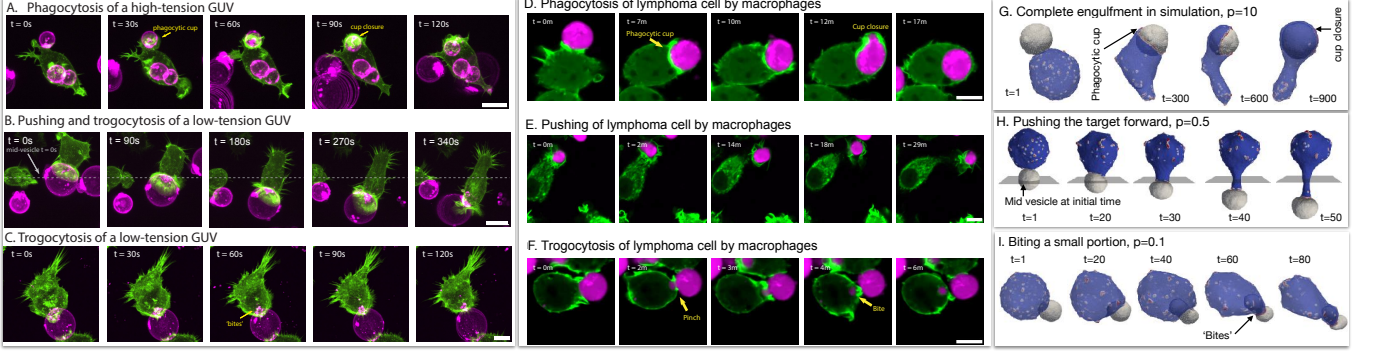 A. Phagocytosis of a high-tension GUV
t = 0s
t = 30s
t = 60s
t = 90s
t = 120s
phagocytic cup
cup closure
B. Pushing and trogocytosis of a low-tension GUV
t = 0s
t = 90s
t = 180s
t = 270s
t = 340s
mid-vesicle t = 0s
C. Trogocytosis of a low-tension GUV
t = 0s
t = 30s
t = 60s
t = 90s
t = 120s
'bites'
D. Phagocytosis of lymphoma cell by macrophages
t = 0m
t = 7m
t = 10m
t = 12m
t = 17m
Phagocytic cup
Cup closure
E. Pushing of lymphoma cell by macrophages
t = 0m
t = 2m
t = 14m
t = 18m
t = 29m
F. Trogocytosis of lymphoma cell by macrophages
t = 0m
t = 2m
t = 3m
t = 4m
t = 6m
Pinch
Bite
G. Complete engulfment in simulation, p=10
Phagocytic cup
cup closure
t=1
t=300
t=600
t=900
H. Pushing the target forward, p=0.5
Mid vesicle at initial time
t=1
t=20
t=30
t=40
t=50
I. Biting a small portion, p=0.1
t=1
t=20
t=40
t=60
t=80
'Bites'